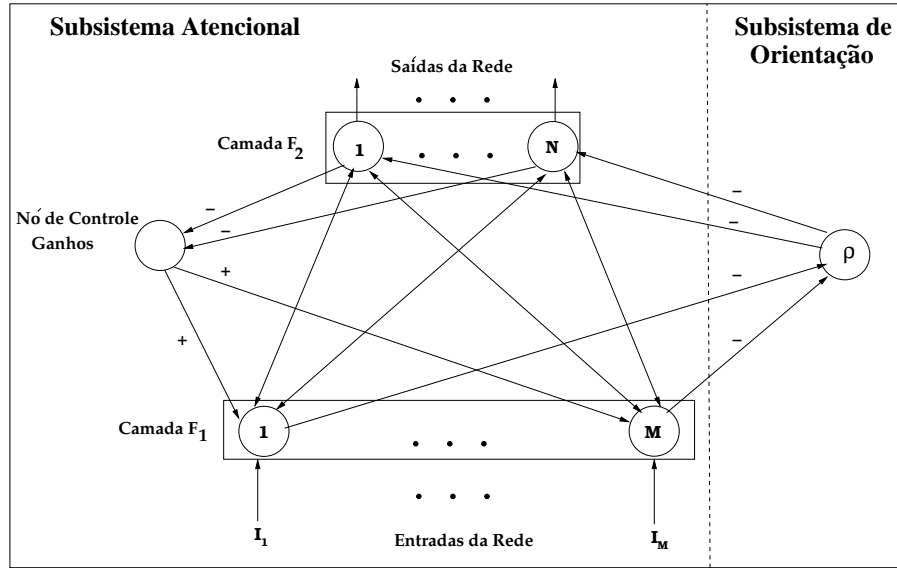 Subsistema Atencional
Subsistema de
Orientação
Saídas da Rede
. . .
Camada F2
1
. . .
N
Nó de Controle
Ganhos
−
−
−
−
+
ρ
−
+
−
Camada F1
1
. . .
M
. . .
I1
Entradas da Rede
IM